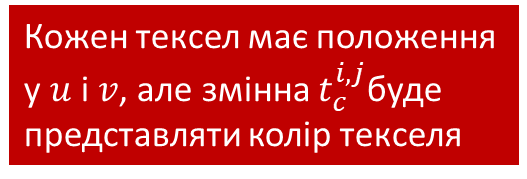 Кожен тексел має положення
у 𝑢 і 𝑣, але змінна $t_c^{i,j}$ буде
представляти колір текселя